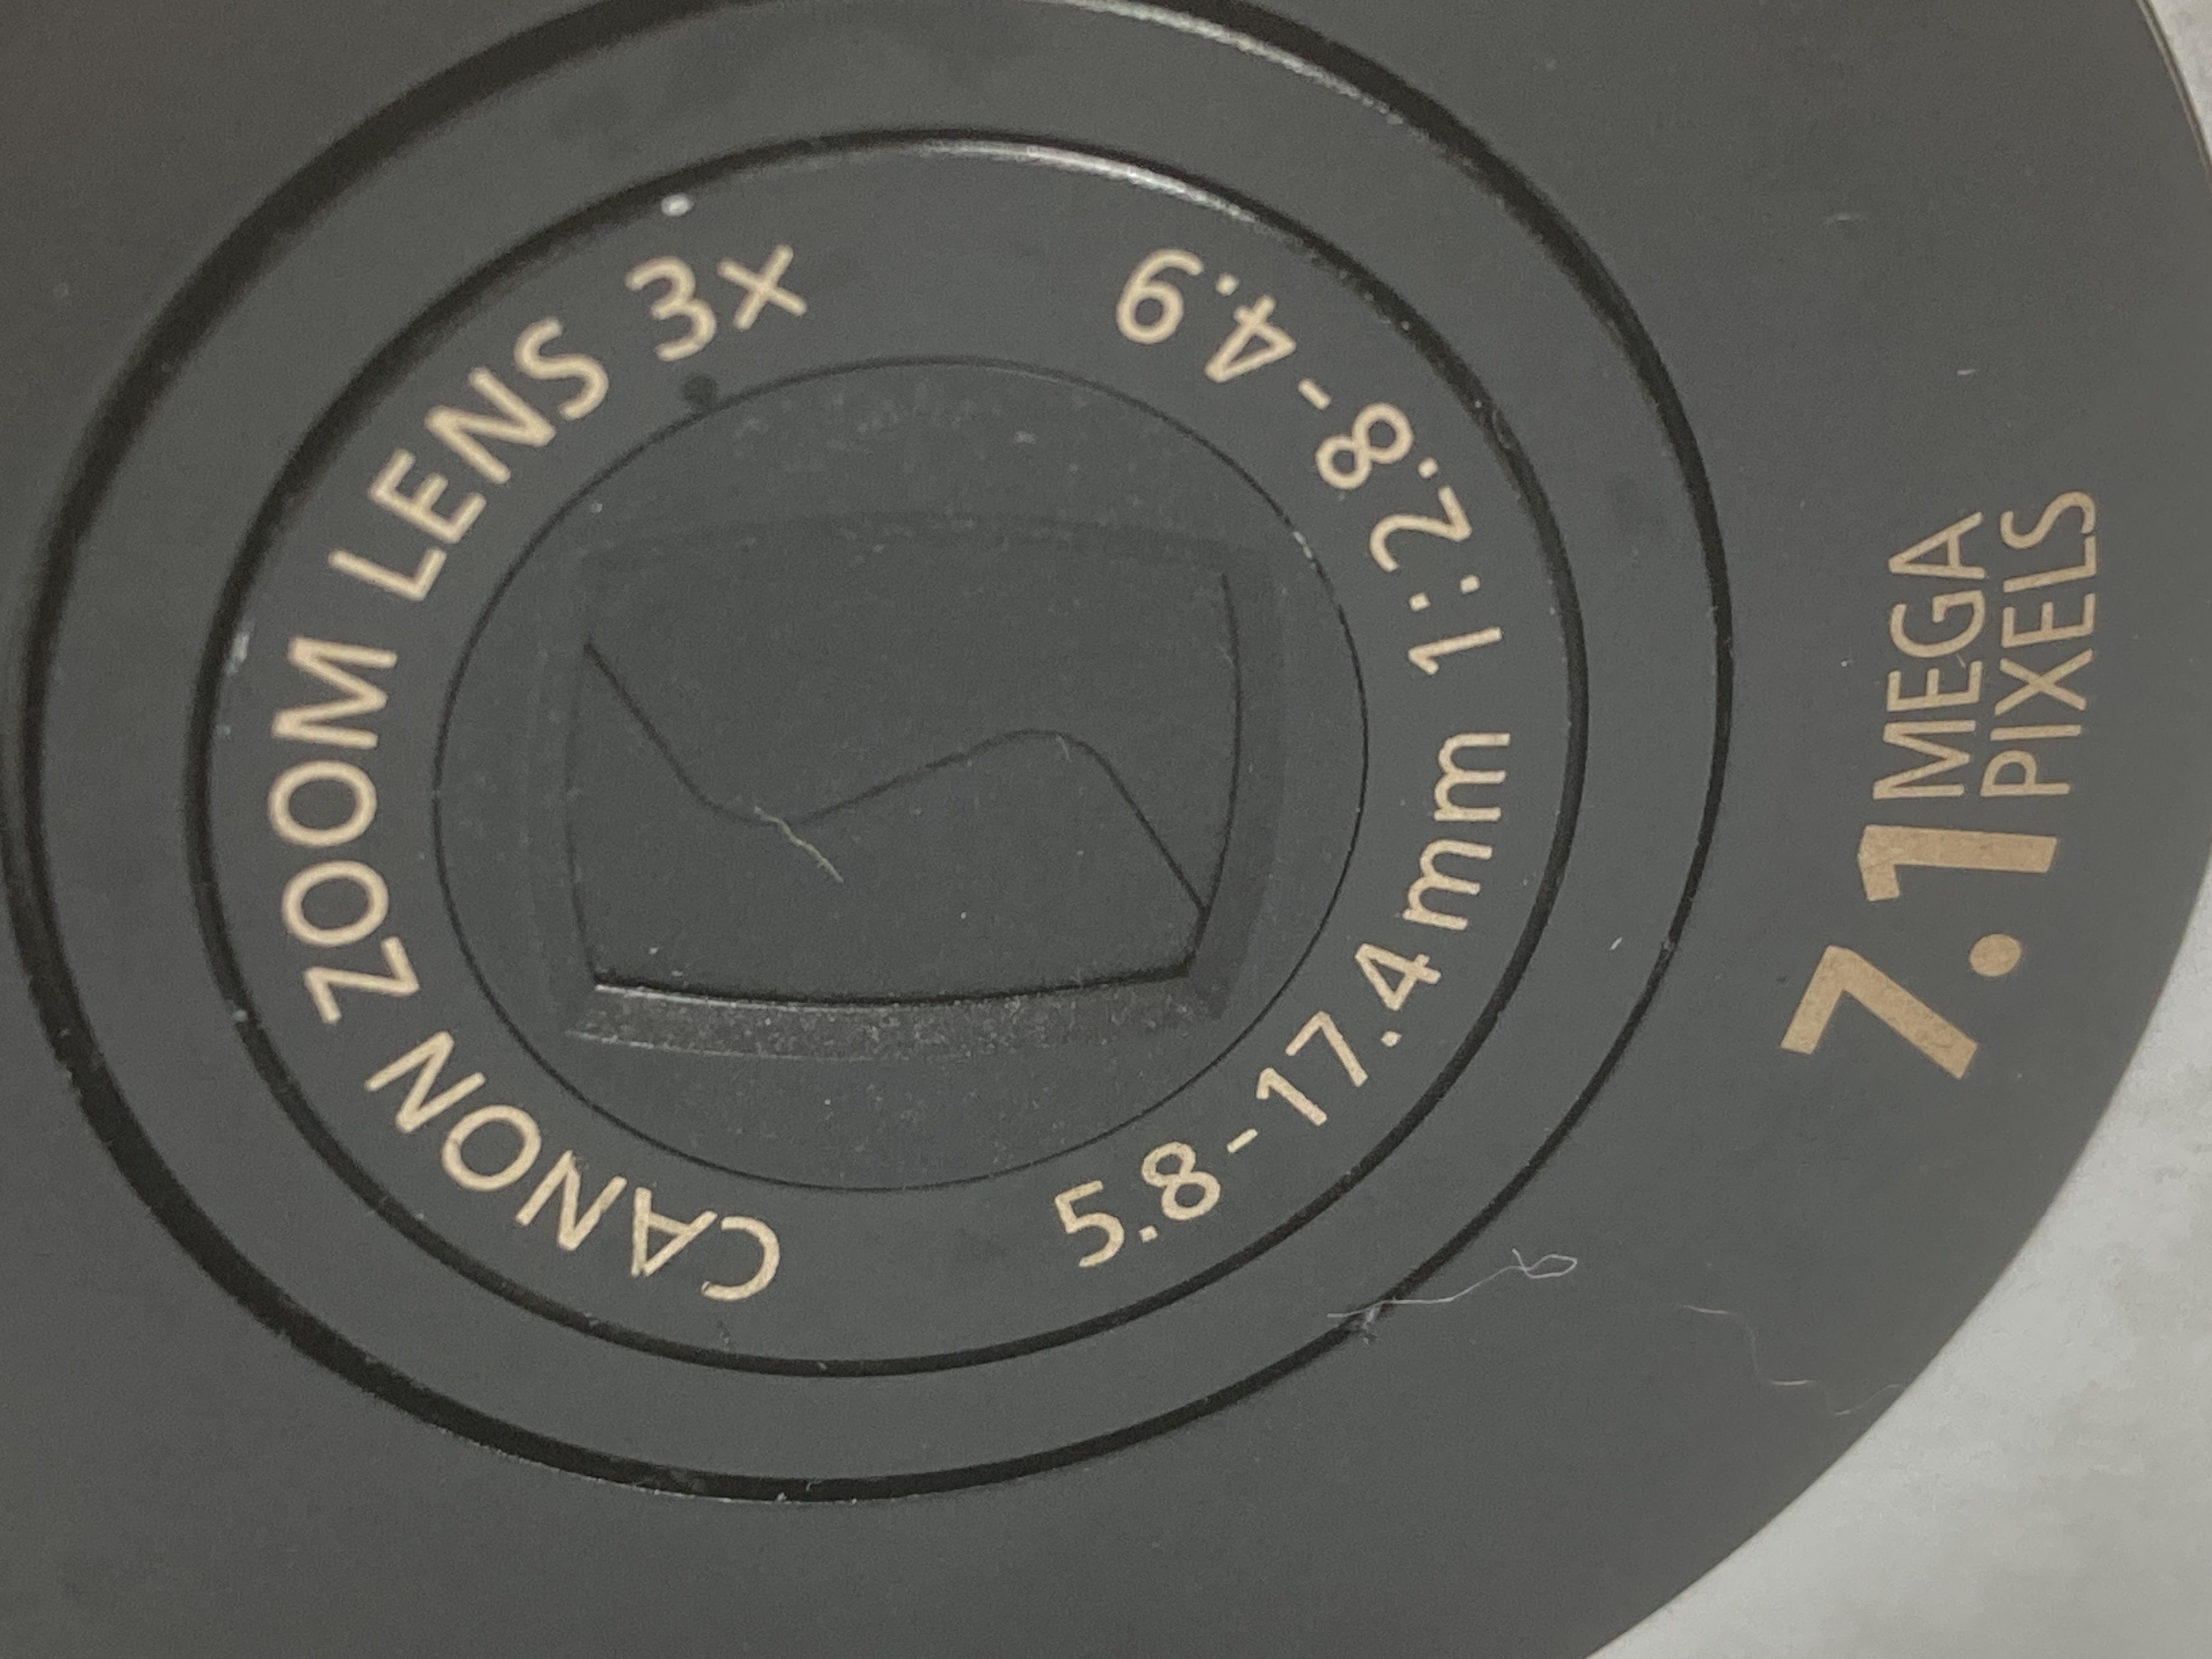 CANON ZOOM LENS 3x
5.8-17.4mm 1:2.8-4.9
7.1 MEGA
PIXELS